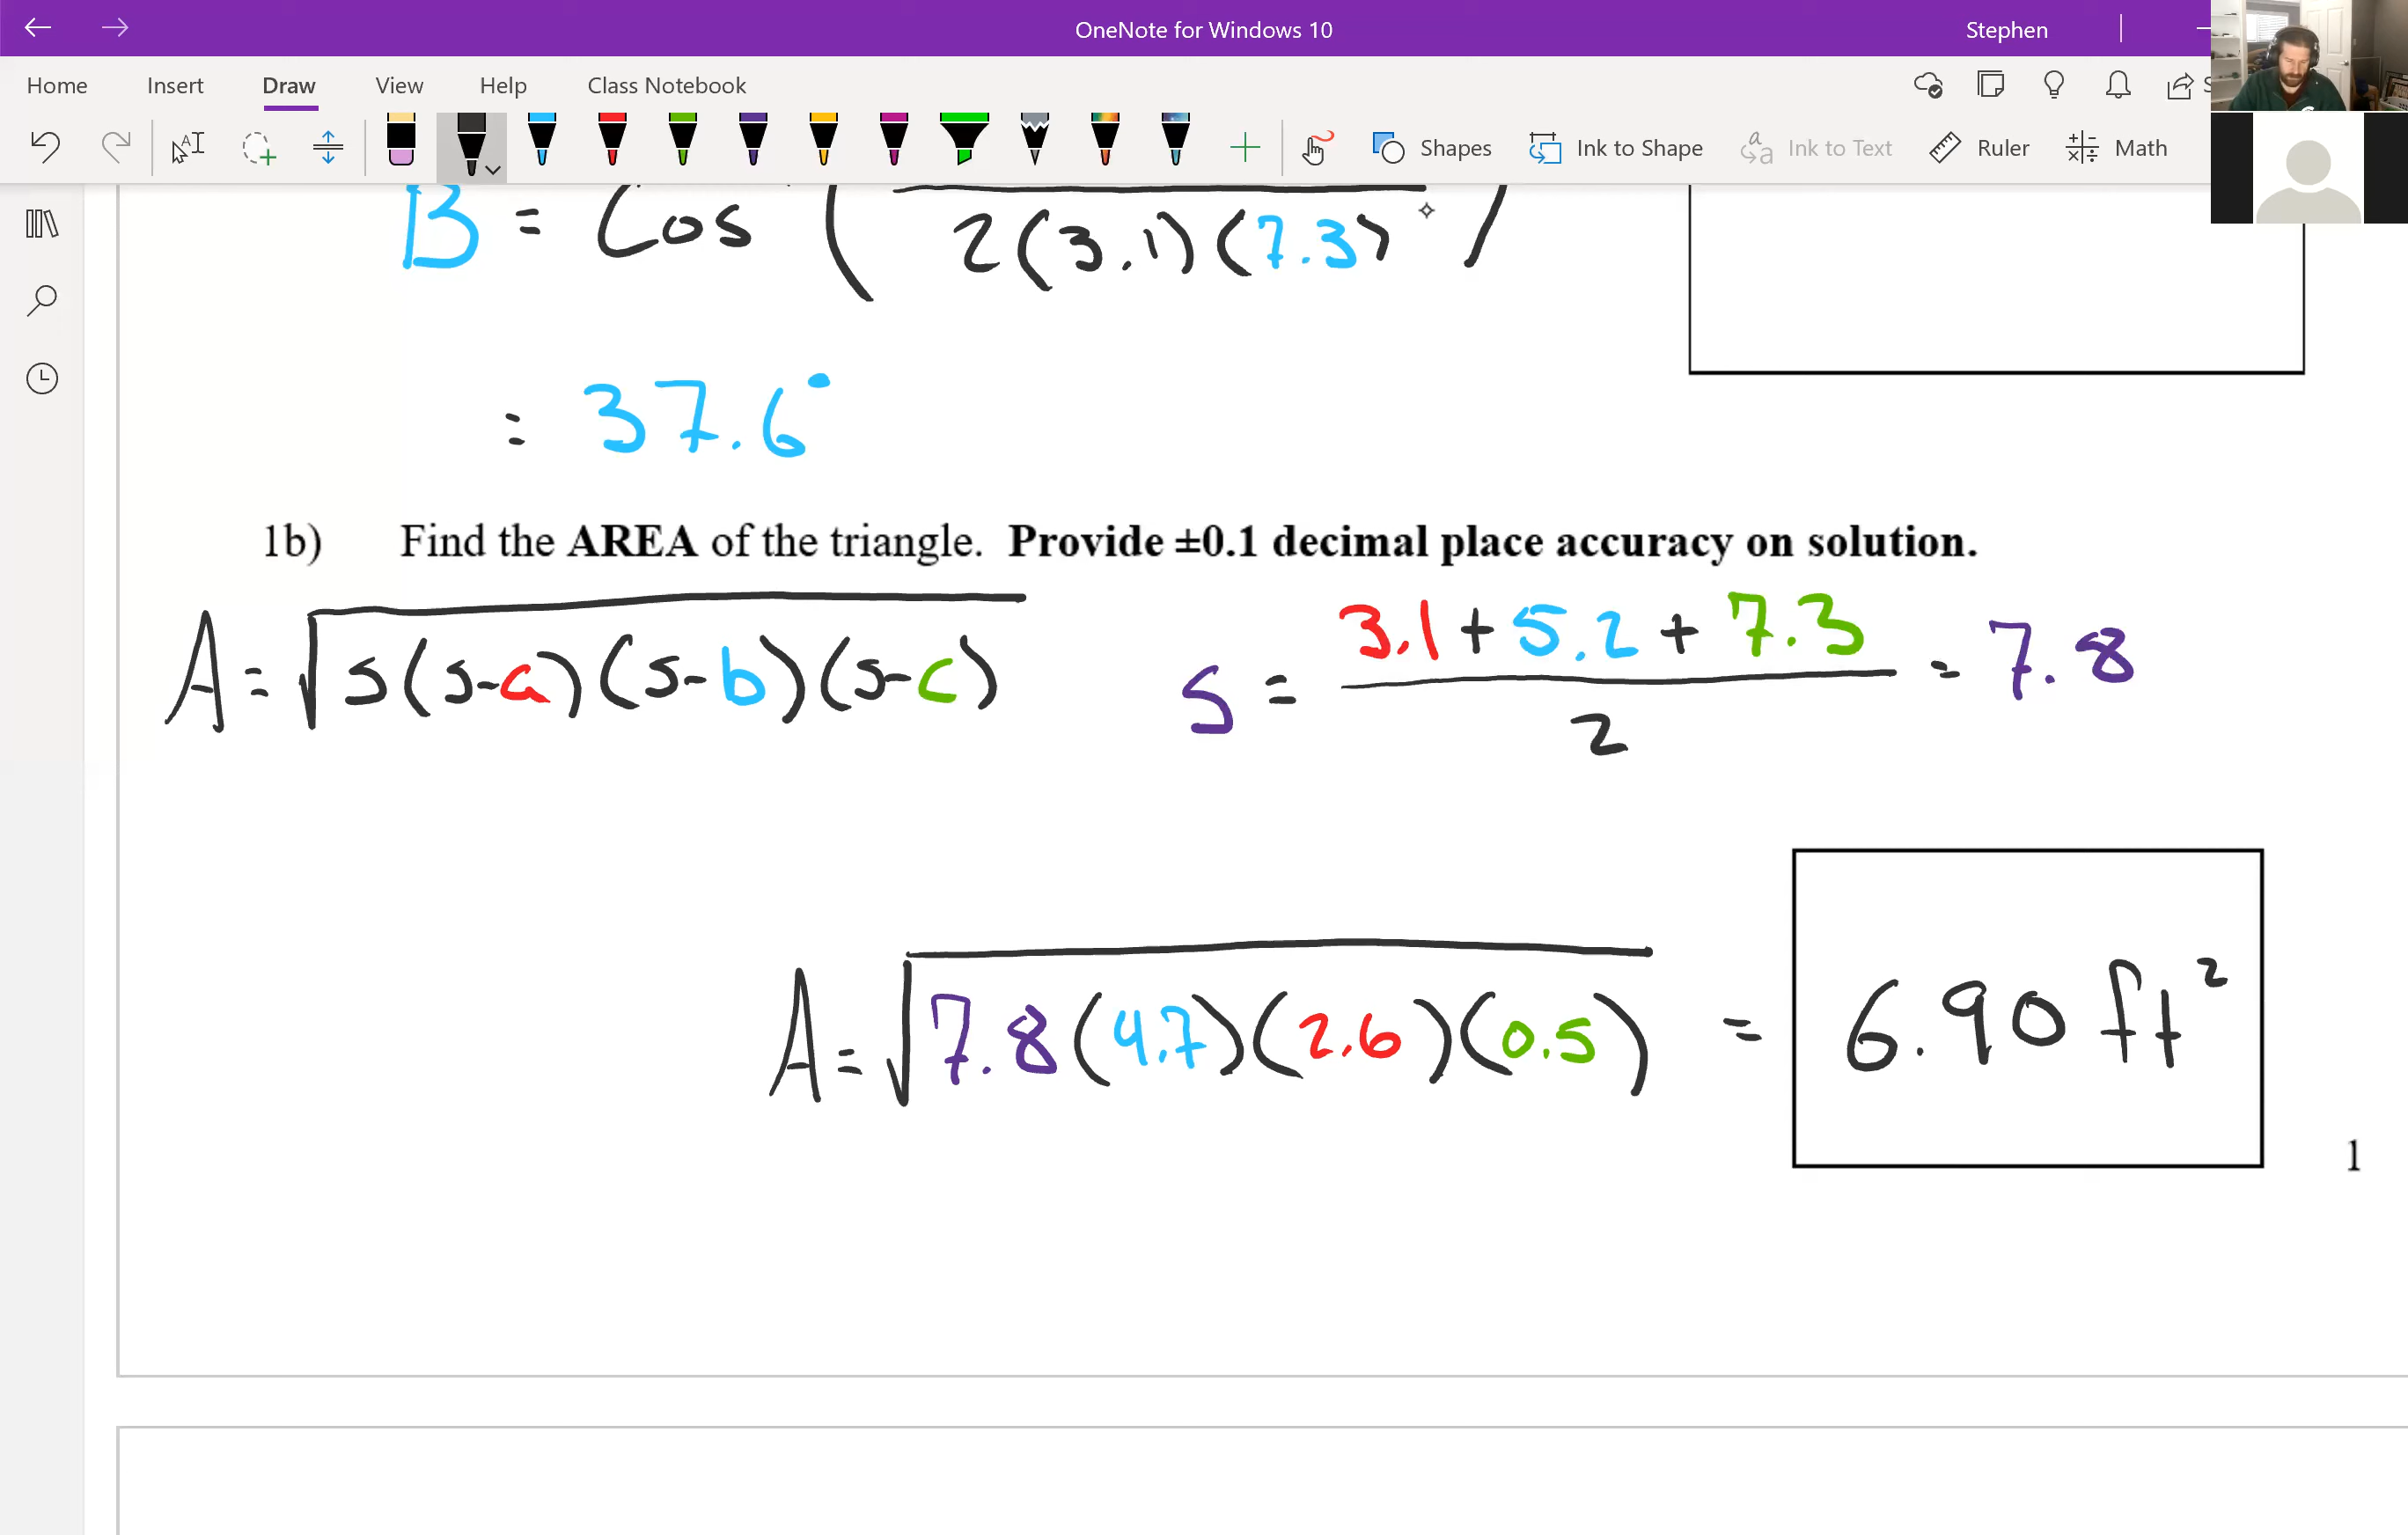 OneNote for Windows 10
Stephen
Home Insert Draw View Help Class Notebook
Shapes Ink to Shape Ink to Text Ruler Math
B = Cos (
2(3.1)(7.3) )
= 37.6°
1b) Find the AREA of the triangle. Provide ±0.1 decimal place accuracy on solution.
A = √s(s-a)(s-b)(s-c)
s = 3.1 + 5.2 + 7.3 = 7.8
2
A = √7.8(4.7)(2.6)(0.5) = 6.90 ft²
1